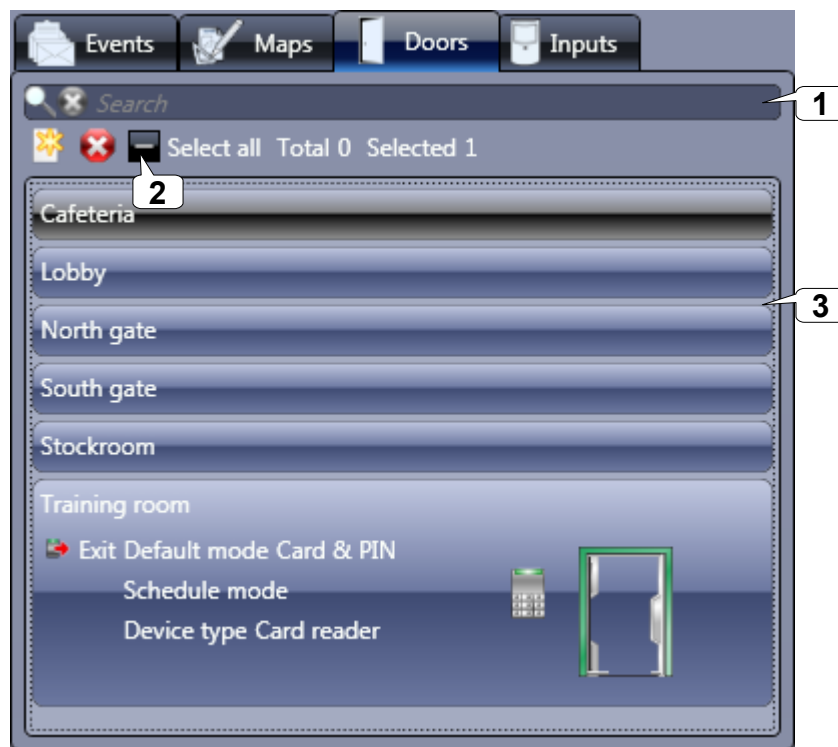 Events Maps Doors Inputs
Search
1
Select all Total 0 Selected 1
2
Cafeteria
Lobby
3
North gate
South gate
Stockroom
Training room
Exit Default mode Card & PIN
Schedule mode
Device type Card reader